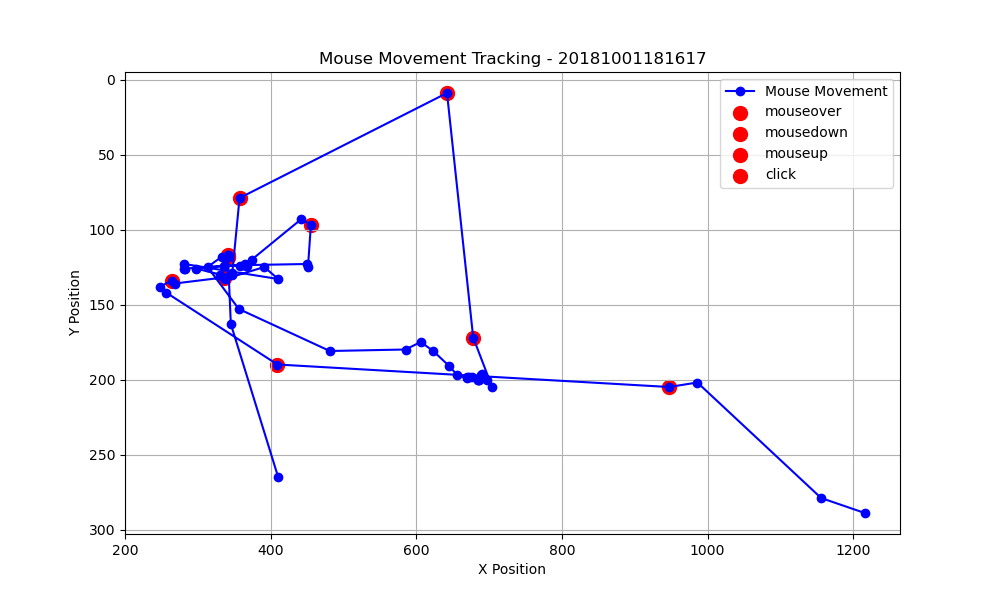 Mouse Movement Tracking - 20181001181617
Mouse Movement
mouseover
mousedown
mouseup
click
0
50
100
150
200
250
300
Y Position
200 400 600 800 1000 1200
X Position